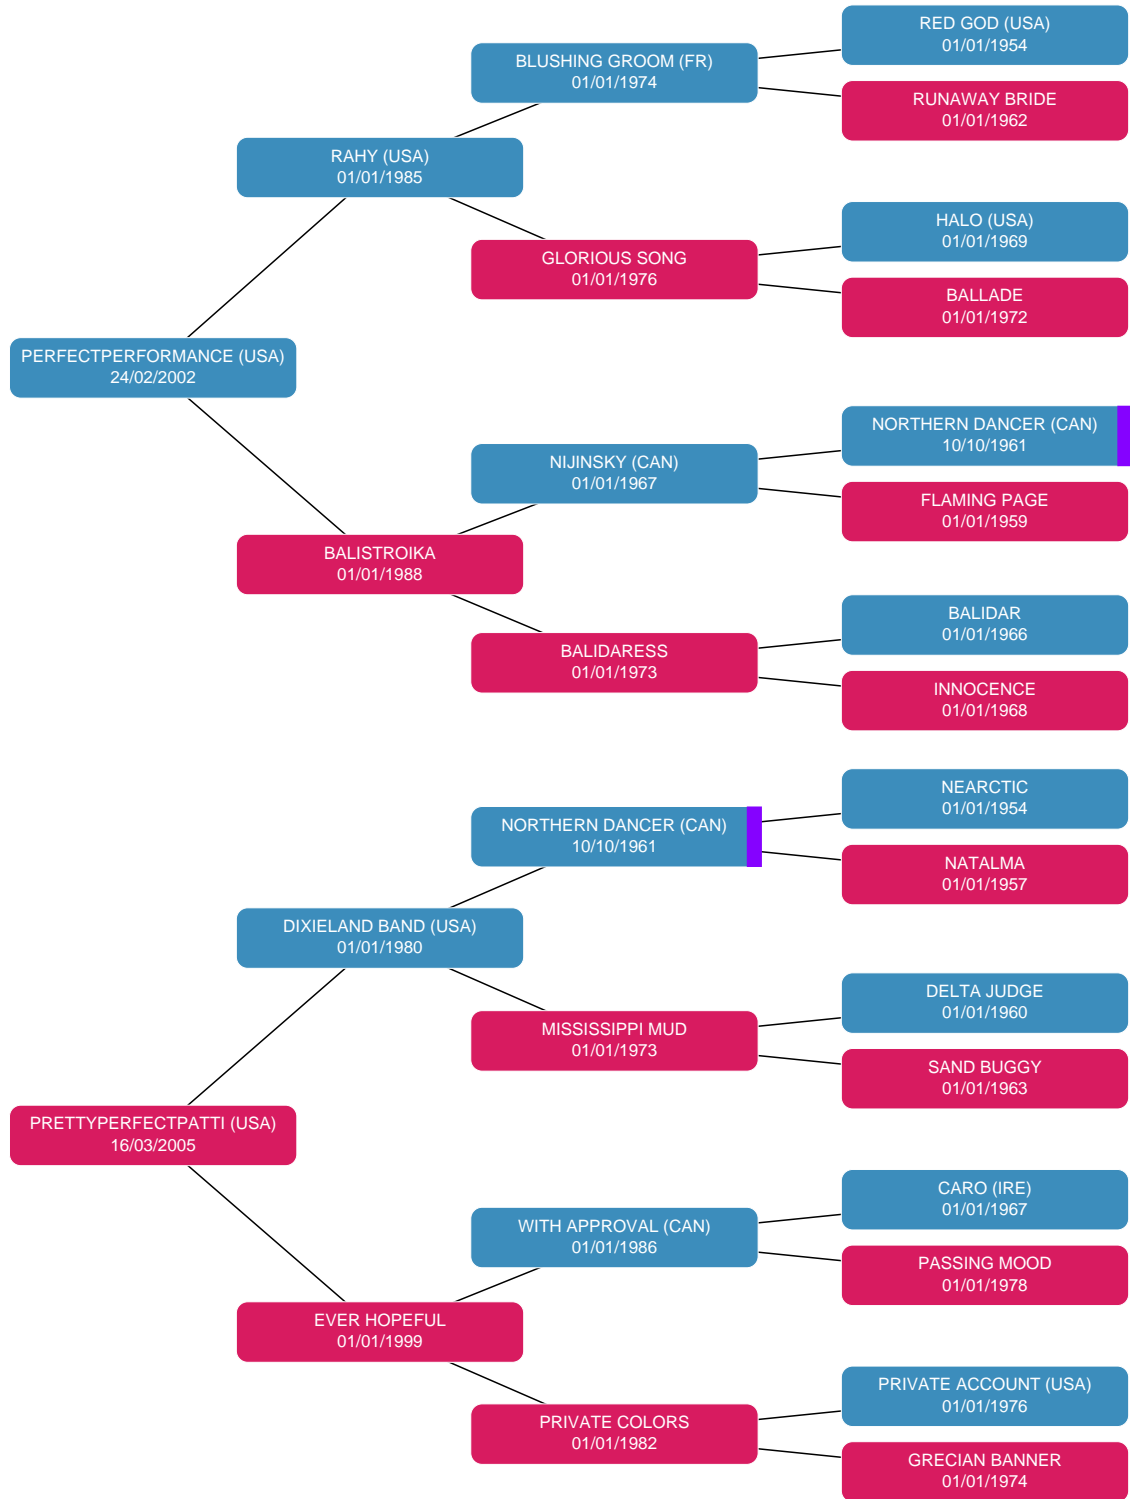 RED GOD (USA)
01/01/1954
BLUSHING GROOM (FR)
01/01/1974
RUNAWAY BRIDE
01/01/1962
RAHY (USA)
01/01/1985
HALO (USA)
01/01/1969
GLORIOUS SONG
01/01/1976
BALLADE
01/01/1972
PERFECTPERFORMANCE (USA)
24/02/2002
NORTHERN DANCER (CAN)
10/10/1961
NIJINSKY (CAN)
01/01/1967
FLAMING PAGE
01/01/1959
BALISTROIKA
01/01/1988
BALIDAR
01/01/1966
BALIDARESS
01/01/1973
INNOCENCE
01/01/1968
NEARCTIC
01/01/1954
NORTHERN DANCER (CAN)
10/10/1961
NATALMA
01/01/1957
DIXIELAND BAND (USA)
01/01/1980
DELTA JUDGE
01/01/1960
MISSISSIPPI MUD
01/01/1973
SAND BUGGY
01/01/1963
PRETTYPERFECTPATTI (USA)
16/03/2005
CARO (IRE)
01/01/1967
WITH APPROVAL (CAN)
01/01/1986
PASSING MOOD
01/01/1978
EVER HOPEFUL
01/01/1999
PRIVATE ACCOUNT (USA)
01/01/1976
PRIVATE COLORS
01/01/1982
GRECIAN BANNER
01/01/1974